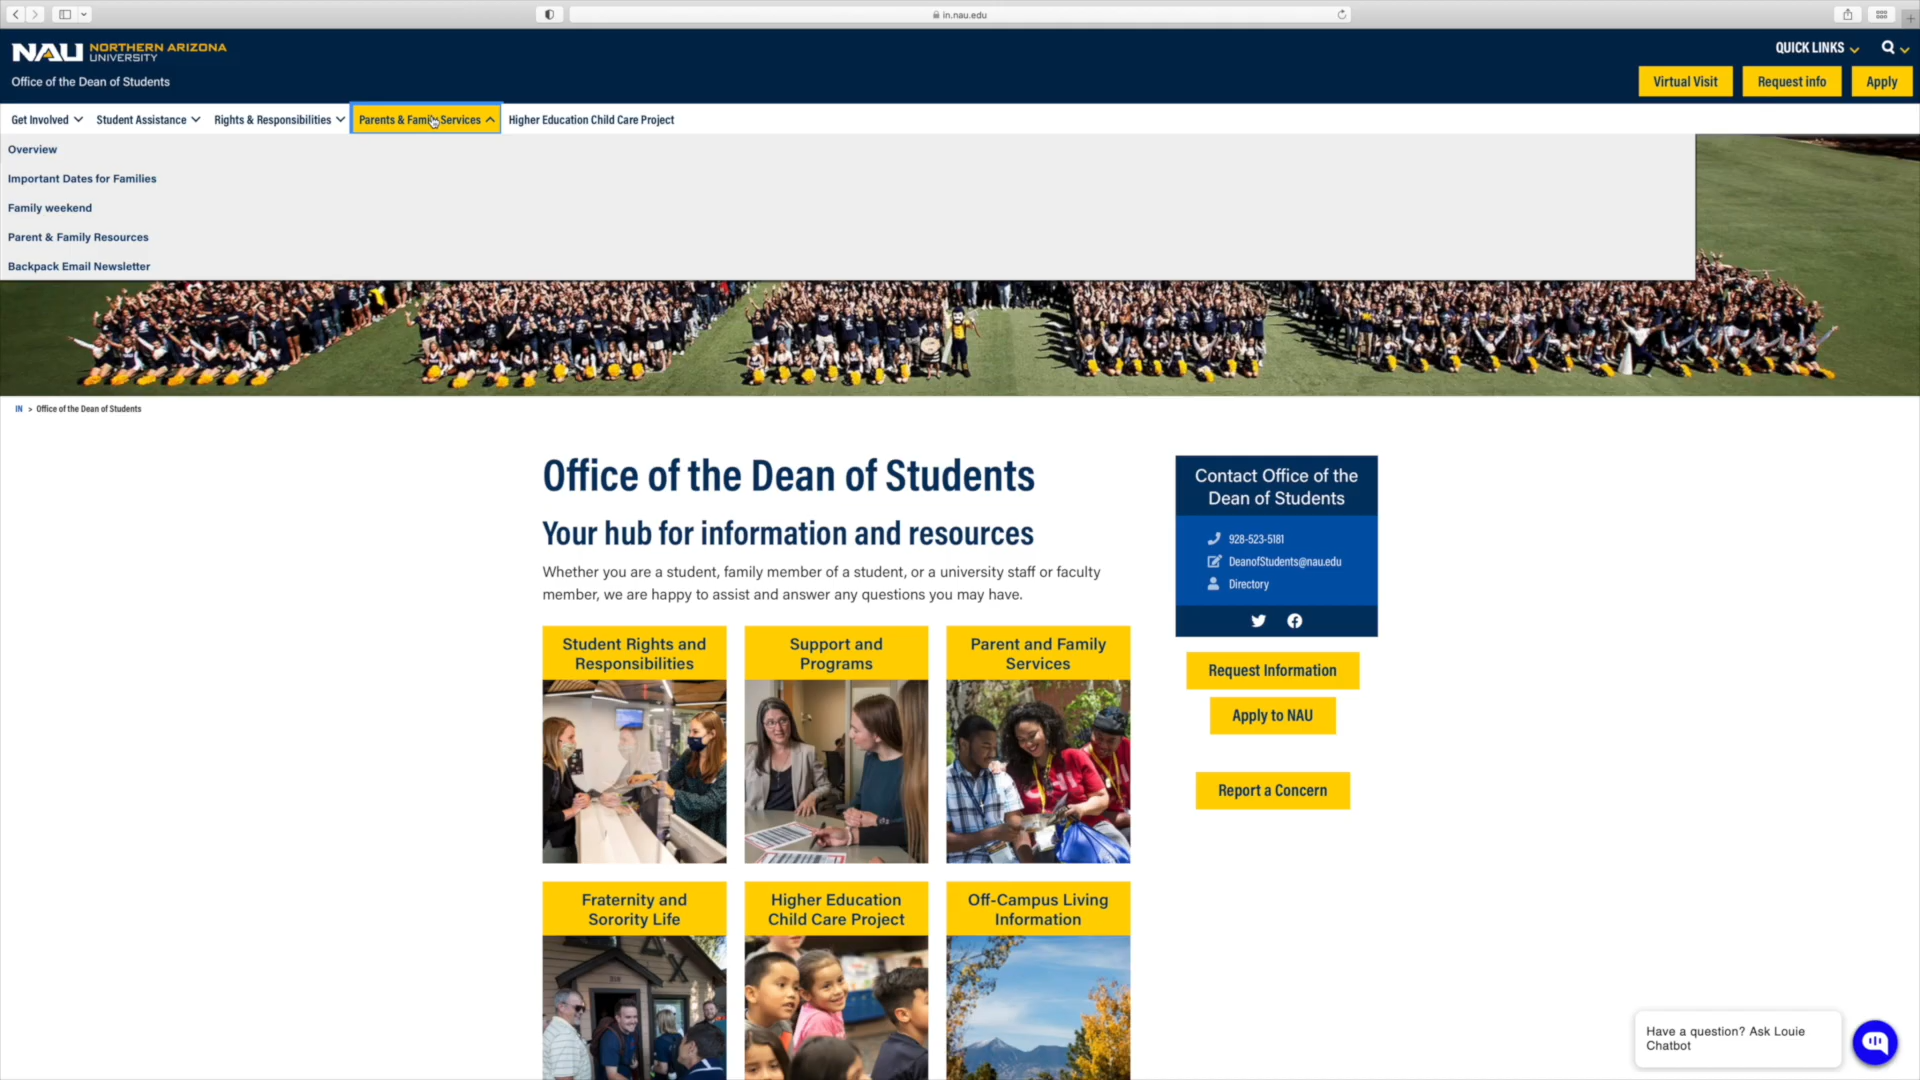 in.nau.edu
NAU NORTHERN ARIZONA
UNIVERSITY
QUICK LINKS
Office of the Dean of Students
Virtual Visit
Request info
Apply
Get Involved
Student Assistance
Rights & Responsibilities
Parents & Family Services
Higher Education Child Care Project
Overview
Important Dates for Families
Family weekend
Parent & Family Resources
Backpack Email Newsletter
IN > Office of the Dean of Students
Office of the Dean of Students
Your hub for information and resources
Whether you are a student, family member of a student, or a university staff or faculty
member, we are happy to assist and answer any questions you may have.
Student Rights and
Responsibilities
Support and
Programs
Parent and Family
Services
Fraternity and
Sorority Life
Higher Education
Child Care Project
Off-Campus Living
Information
Contact Office of the
Dean of Students
928-523-5181
DeanofStudents@nau.edu
Directory
Request Information
Apply to NAU
Report a Concern
Have a question? Ask Louie
Chatbot